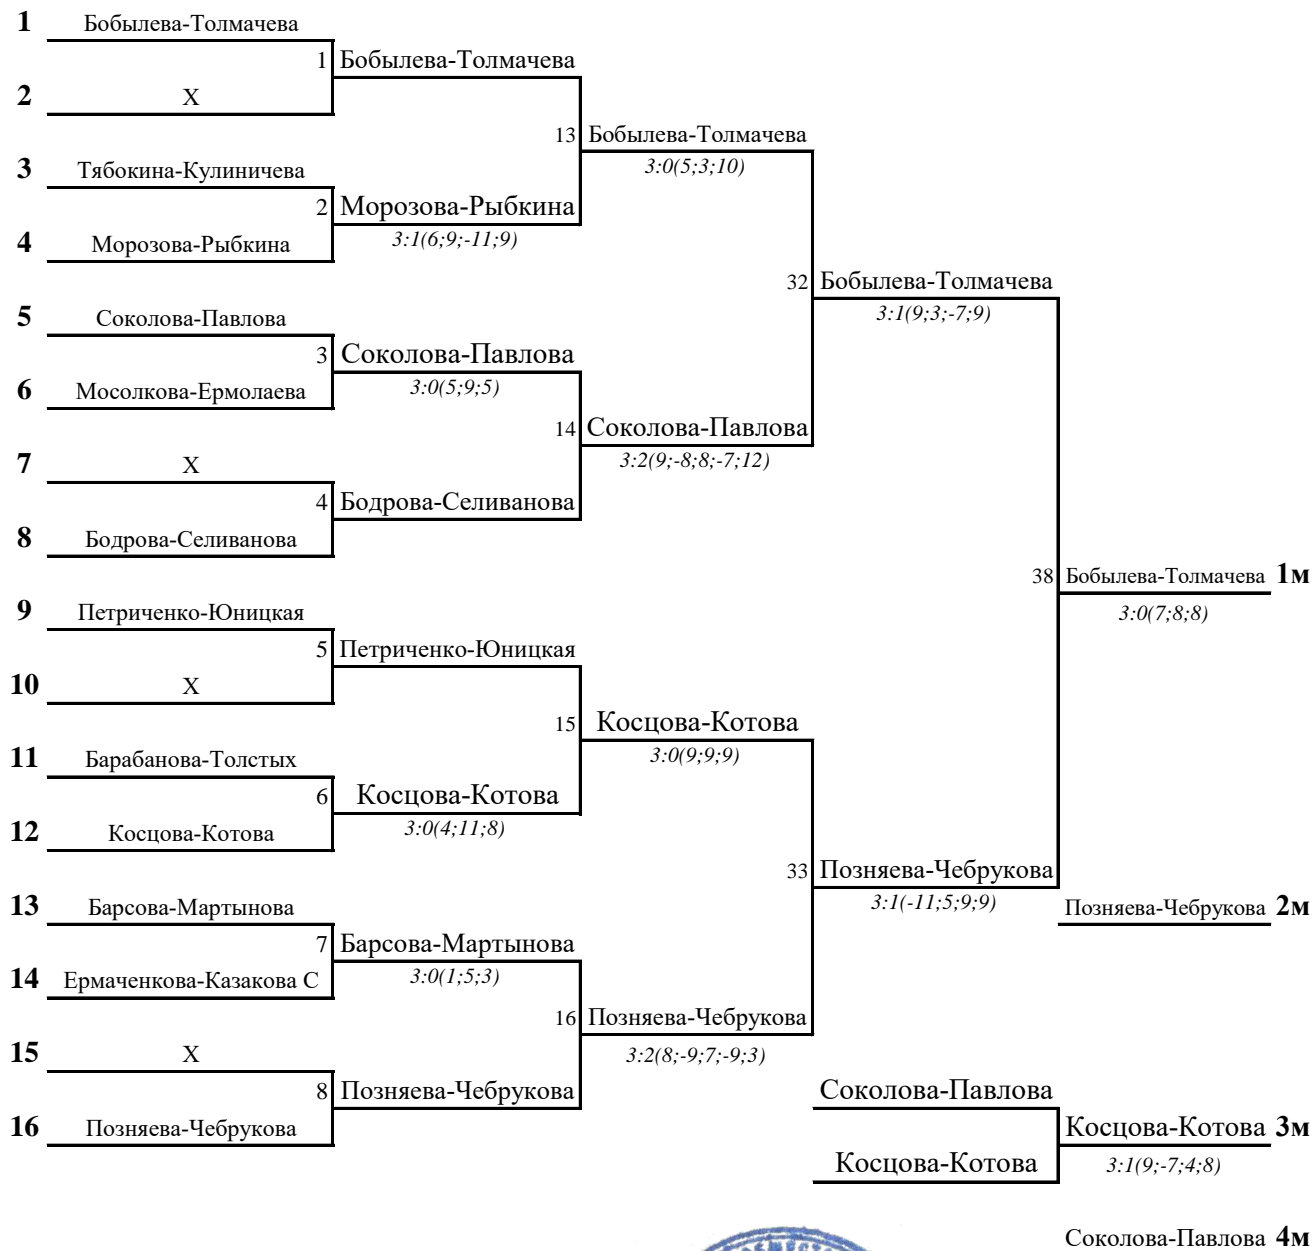 1 Бобылева-Толмачева
1 Бобылева-Толмачева
2 X
13 Бобылева-Толмачева
3:0(5;3;10)
3 Тябокина-Кулиничева
2 Морозова-Рыбкина
3:1(6;9;-11;9)
4 Морозова-Рыбкина
32 Бобылева-Толмачева
3:1(9;3;-7;9)
5 Соколова-Павлова
3 Соколова-Павлова
3:0(5;9;5)
6 Мосолкова-Ермолаева
14 Соколова-Павлова
3:2(9;-8;8;-7;12)
7 X
4 Бодрова-Селиванова
8 Бодрова-Селиванова
38 Бобылева-Толмачева 1м
3:0(7;8;8)
9 Петриченко-Юницкая
5 Петриченко-Юницкая
10 X
15 Косцова-Котова
3:0(9;9;9)
11 Барабанова-Толстых
6 Косцова-Котова
3:0(4;11;8)
12 Косцова-Котова
33 Позняева-Чебрукова
3:1(-11;5;9;9)
Позняева-Чебрукова 2м
13 Барсова-Мартынова
7 Барсова-Мартынова
3:0(1;5;3)
14 Ермаченкова-Казакова С
16 Позняева-Чебрукова
3:2(8;-9;7;-9;3)
15 X
8 Позняева-Чебрукова
16 Позняева-Чебрукова
Соколова-Павлова
Косцова-Котова 3м
3:1(9;-7;4;8)
Косцова-Котова
Соколова-Павлова 4м